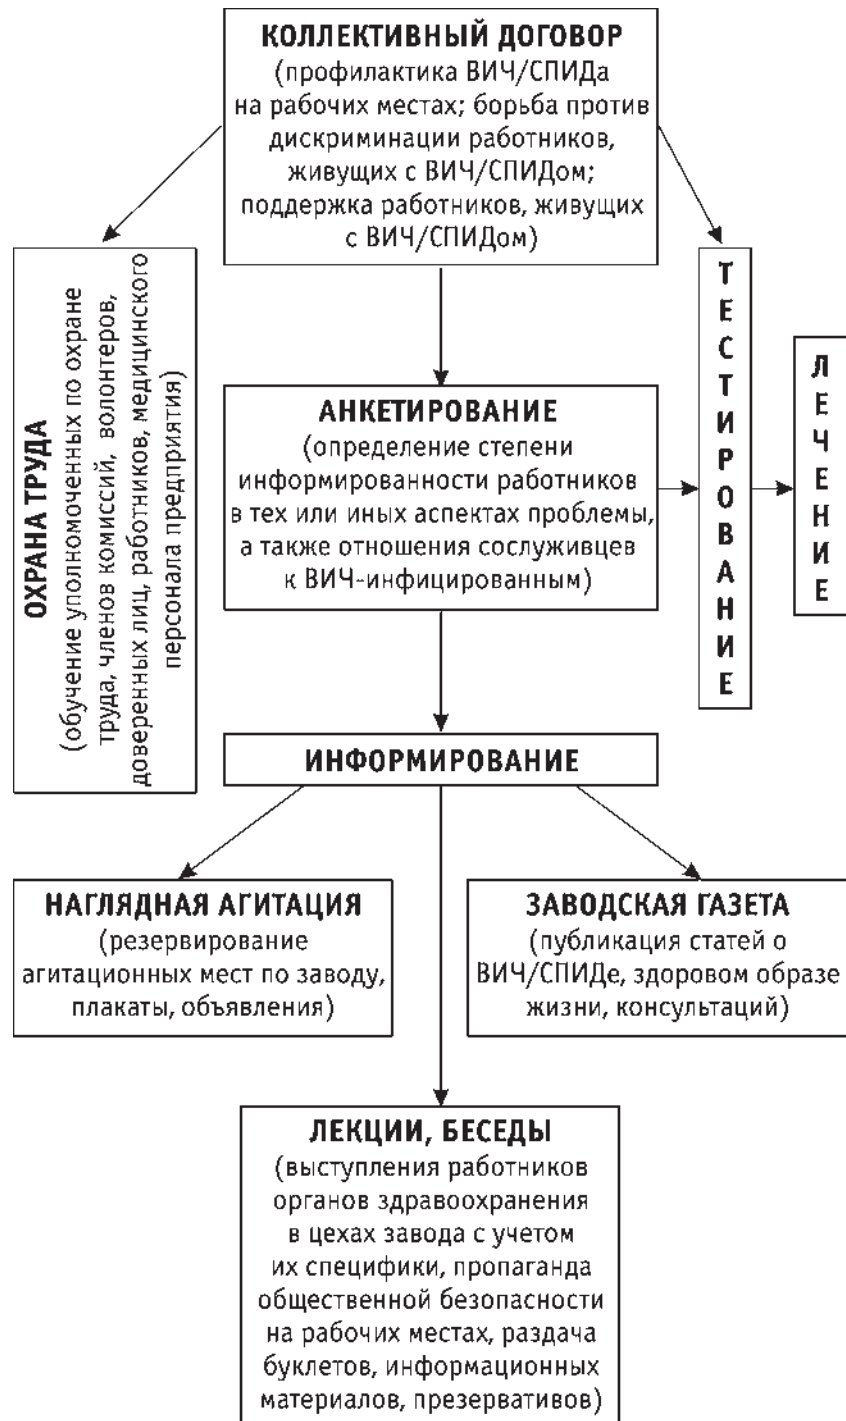 КОЛЛЕКТИВНЫЙ ДОГОВОР
(профилактика ВИЧ/СПИДа
на рабочих местах; борьба против
дискриминации работников,
живущих с ВИЧ/СПИДом;
поддержка работников, живущих
с ВИЧ/СПИДом)
ОХРАНА ТРУДА
(обучение уполномоченных по охране
труда, членов комиссий, волонтеров,
доверенных лиц, работников, медицинского
персонала предприятия)
АНКЕТИРОВАНИЕ
(определение степени
информированности работников
в тех или иных аспектах проблемы,
а также отношения сослуживцев
к ВИЧ-инфицированным)
ТЕСТИРОВАНИЕ
ЛЕЧЕНИЕ
ИНФОРМИРОВАНИЕ
НАГЛЯДНАЯ АГИТАЦИЯ
(резервирование
агитационных мест по заводу,
плакаты, объявления)
ЗАВОДСКАЯ ГАЗЕТА
(публикация статей о
ВИЧ/СПИДе, здоровом образе
жизни, консультаций)
ЛЕКЦИИ, БЕСЕДЫ
(выступления работников
органов здравоохранения
в цехах завода с учетом
их специфики, пропаганда
общественной безопасности
на рабочих местах, раздача
буклетов, информационных
материалов, презервативов)